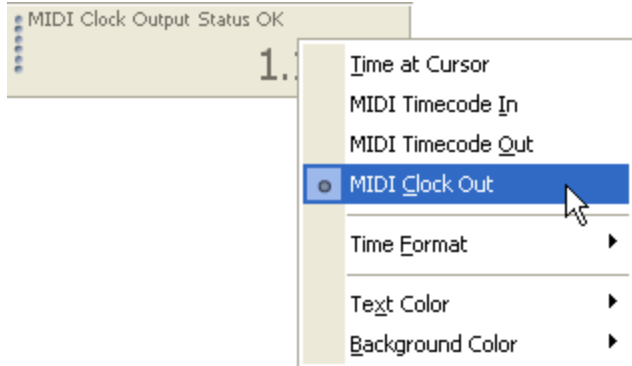 MIDI Clock Output Status OK
1.
Time at Cursor
MIDI Timecode In
MIDI Timecode Out
MIDI Clock Out
Time Format
Text Color
Background Color